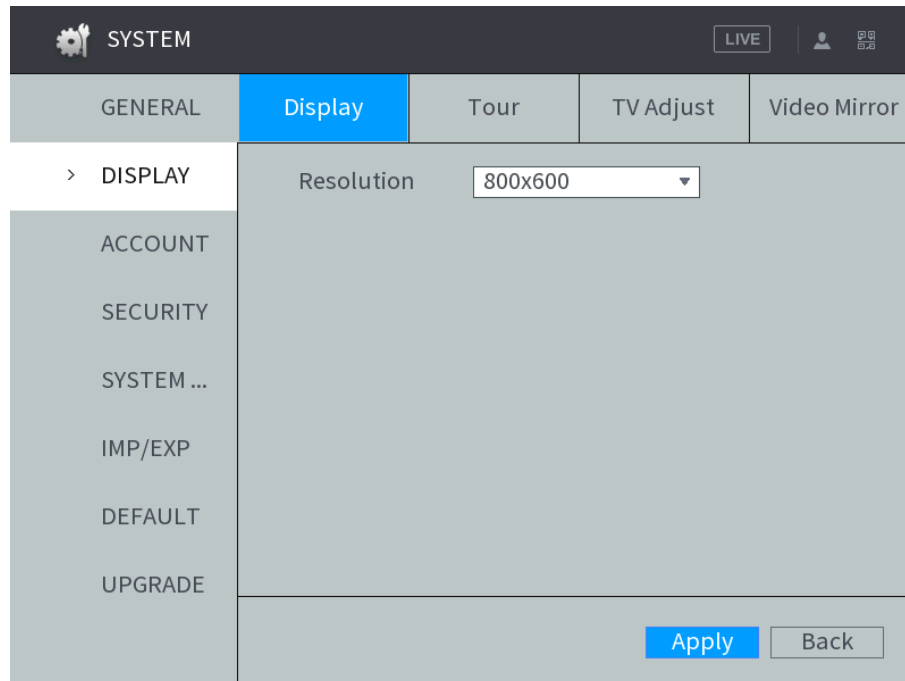 SYSTEM LIVE
GENERAL Display Tour TV Adjust Video Mirror
> DISPLAY Resolution 800x600
ACCOUNT
SECURITY
SYSTEM ...
IMP/EXP
DEFAULT
UPGRADE
Apply Back